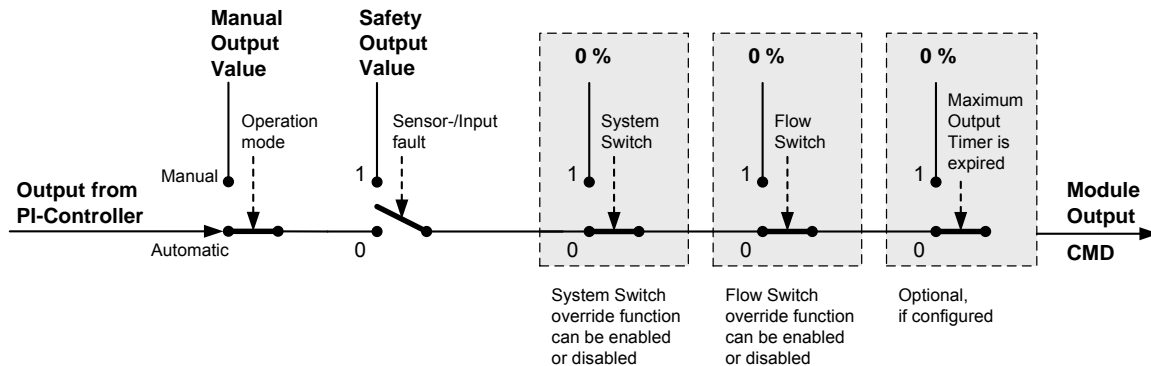 Manual
Output
Value
Safety
Output
Value
0 %
0 %
0 %
Operation
mode
Sensor-/Input
fault
System
Switch
Flow
Switch
Maximum
Output
Timer is
expired
Manual
1
1
1
1
Output from
PI-Controller
Module
Output
Automatic
0
0
0
0
CMD
System Switch
override function
can be enabled
or disabled
Flow Switch
override function
can be enabled
or disabled
Optional,
if configured